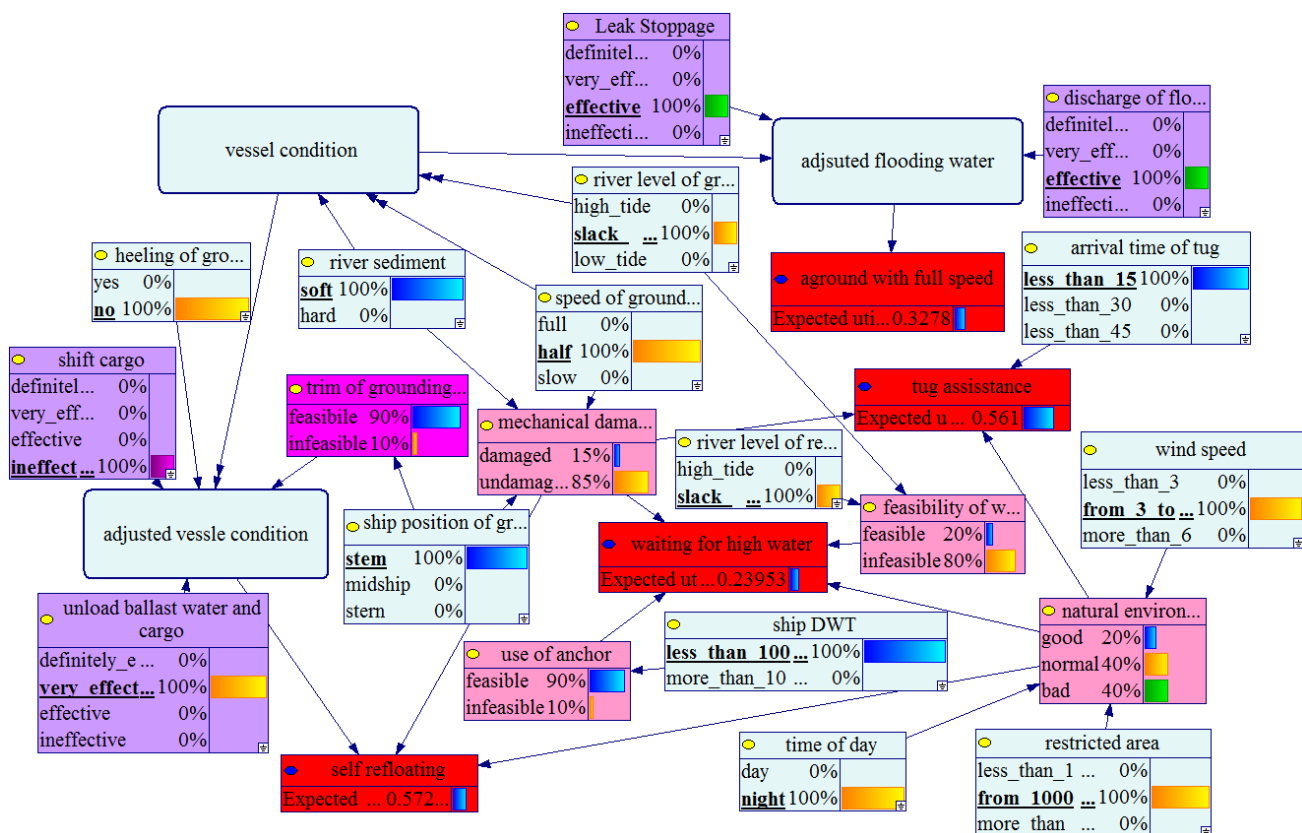 Leak Stoppage
definitel... 0%
very_eff... 0%
effective 100%
ineffecti... 0%
discharge of flo...
definitel... 0%
very_eff... 0%
effective 100%
ineffecti... 0%
vessel condition
adjsuted flooding water
river level of gr...
high_tide 0%
slack_ ... 100%
low_tide 0%
heeling of gro...
yes 0%
no 100%
river sediment
soft 100%
hard 0%
speed of ground...
full 0%
half 100%
slow 0%
aground with full speed
Expected uti... 0.3278
arrival time of tug
less_than_15 100%
less_than_30 0%
less_than_45 0%
shift cargo
definitel... 0%
very_eff... 0%
effective 0%
ineffect ... 100%
trim of grounding...
feasibile 90%
infeasible 10%
mechanical dama...
damaged 15%
undamag... 85%
tug assisstance
Expected u... 0.561
river level of re...
high_tide 0%
slack_ ... 100%
wind speed
less_than_3 0%
from_3_to ... 100%
more_than_6 0%
feasibility of w...
feasible 20%
infeasible 80%
adjusted vessle condition
ship position of gr...
stem 100%
midship 0%
stern 0%
waiting for high water
Expected ut ... 0.23953
unload ballast water and
cargo
definitely_e ... 0%
very_effect... 100%
effective 0%
ineffective 0%
use of anchor
feasible 90%
infeasible 10%
ship DWT
less_than_100 ... 100%
more_than_10 ... 0%
natural environ...
good 20%
normal 40%
bad 40%
self refloating
Expected ... 0.572...
time of day
day 0%
night 100%
restricted area
less_than_1 ... 0%
from_1000 ... 100%
more_than_ ... 0%